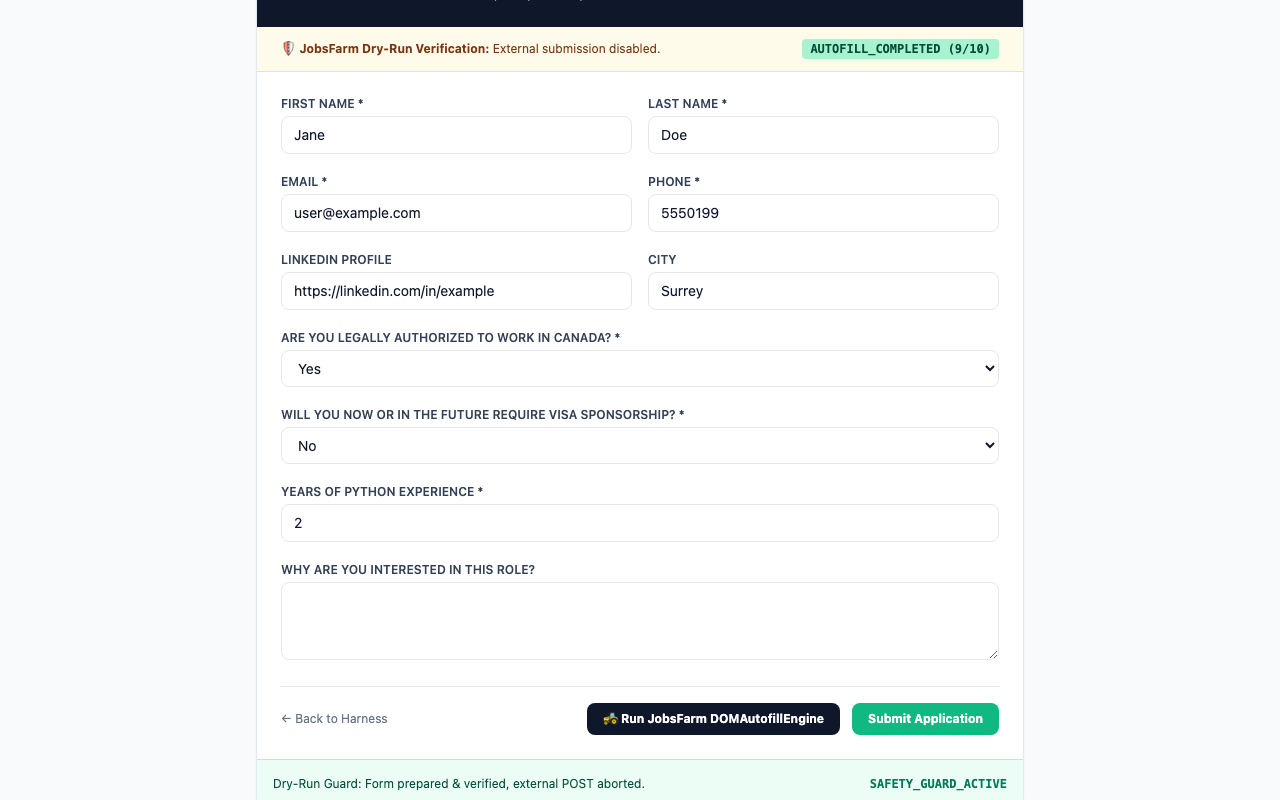 JobsFarm Dry-Run Verification: External submission disabled.
AUTOFILL_COMPLETED (9/10)
FIRST NAME *
LAST NAME *
Jane
Doe
EMAIL *
PHONE *
user@example.com
5550199
LINKEDIN PROFILE
CITY
https://linkedin.com/in/example
Surrey
ARE YOU LEGALLY AUTHORIZED TO WORK IN CANADA? *
Yes
WILL YOU NOW OR IN THE FUTURE REQUIRE VISA SPONSORSHIP? *
No
YEARS OF PYTHON EXPERIENCE *
2
WHY ARE YOU INTERESTED IN THIS ROLE?
← Back to Harness
Run JobsFarm DOMAutofillEngine
Submit Application
Dry-Run Guard: Form prepared & verified, external POST aborted.
SAFETY_GUARD_ACTIVE